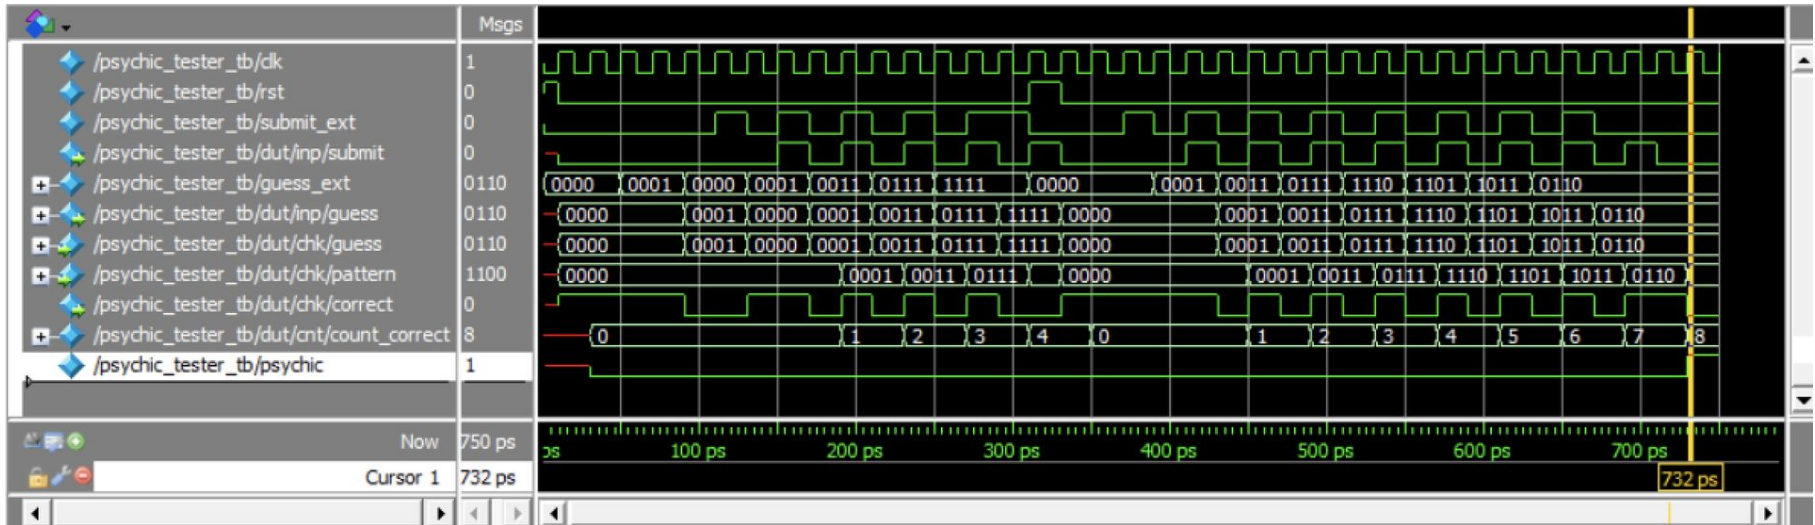 Msgs
/psychic_tester_tb/clk 1
/psychic_tester_tb/rst 0
/psychic_tester_tb/submit_ext 0
/psychic_tester_tb/dut/inp/submit 0
/psychic_tester_tb/guess_ext 0110 0000 0001 0000 0001 0011 0111 1111 0000 0001 0011 0111 1110 1101 1011 0110
/psychic_tester_tb/dut/inp/guess 0110 0000 0001 0000 0001 0011 0111 1111 0000 0001 0011 0111 1110 1101 1011 0110
/psychic_tester_tb/dut/chk/guess 0110 0000 0001 0000 0001 0011 0111 1111 0000 0001 0011 0111 1110 1101 1011 0110
/psychic_tester_tb/dut/chk/pattern 1100 0000 0001 0011 0111 0000 0001 0011 0111 1110 1101 1011 0110
/psychic_tester_tb/dut/chk/correct 0
/psychic_tester_tb/dut/cnt/count_correct 8 0 1 2 3 4 0 1 2 3 4 5 6 7 8
/psychic_tester_tb/psychic 1
Now 750 ps ps 100 ps 200 ps 300 ps 400 ps 500 ps 600 ps 700 ps
Cursor 1 732 ps 732 ps